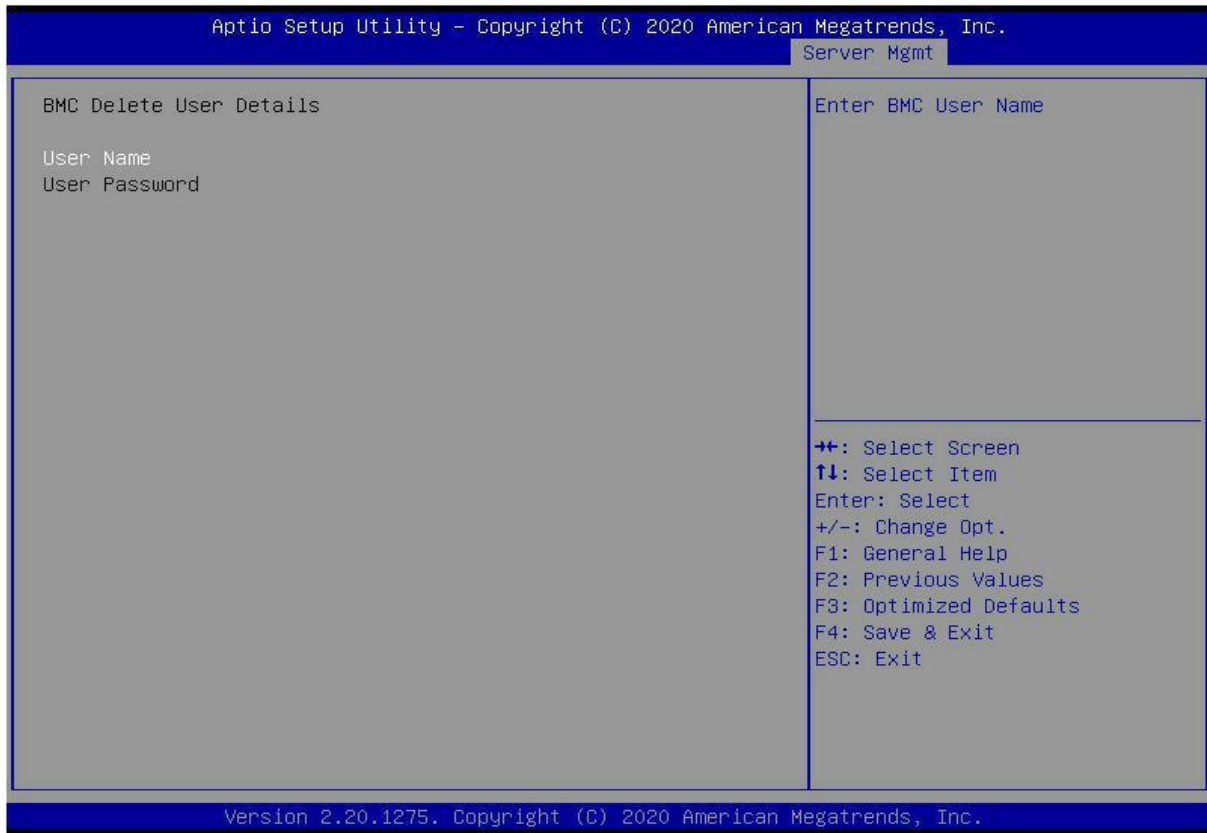 Aptio Setup Utility – Copyright (C) 2020 American Megatrends, Inc.
Server Mgmt
BMC Delete User Details
User Name
User Password
Enter BMC User Name
→←: Select Screen
↑↓: Select Item
Enter: Select
+/-: Change Opt.
F1: General Help
F2: Previous Values
F3: Optimized Defaults
F4: Save & Exit
ESC: Exit
Version 2.20.1275. Copyright (C) 2020 American Megatrends, Inc.